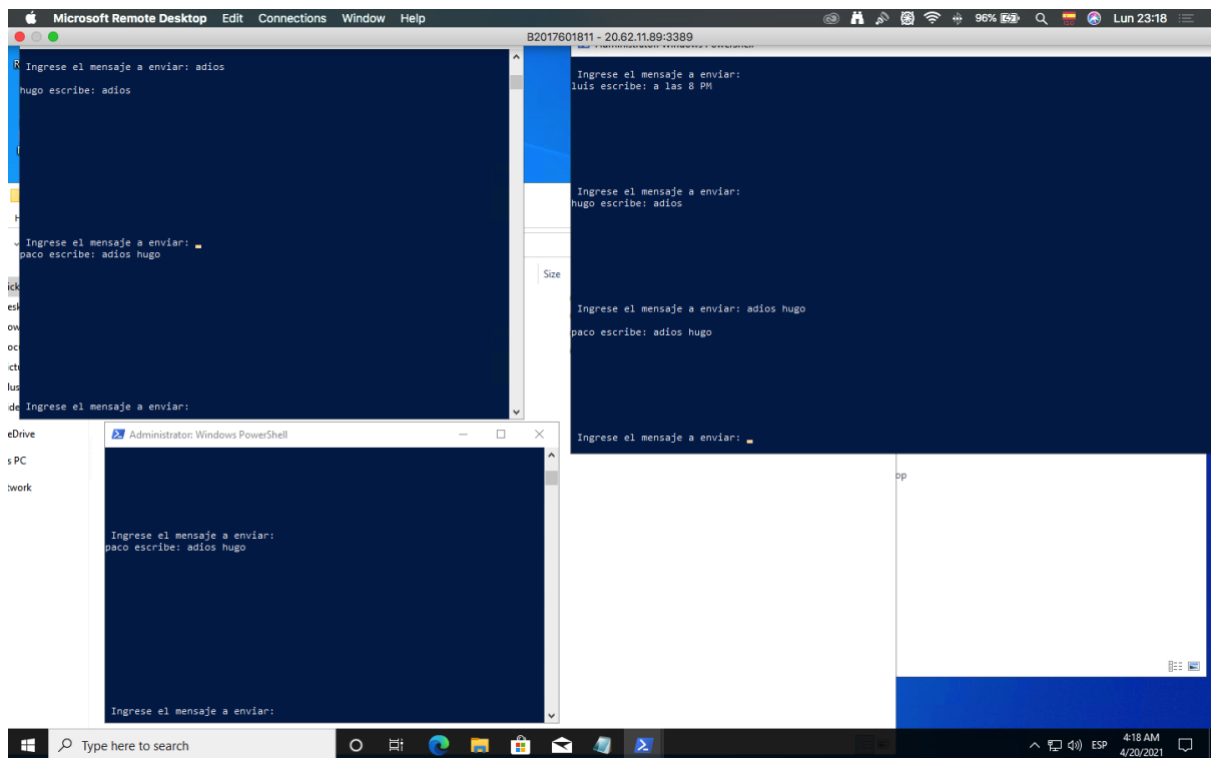 Microsoft Remote Desktop Edit Connections Window Help 96% Lun 23:18
B2017601811 - 20.62.11.89:3389
Ingrese el mensaje a enviar: adios
hugo escribe: adios
Ingrese el mensaje a enviar:
paco escribe: adios hugo
Ingrese el mensaje a enviar:
Administrator: Windows PowerShell
Ingrese el mensaje a enviar:
luis escribe: a las 8 PM
Ingrese el mensaje a enviar:
hugo escribe: adios
Ingrese el mensaje a enviar: adios hugo
paco escribe: adios hugo
Ingrese el mensaje a enviar:
Size
eDrive
s PC
twork
Administrator: Windows PowerShell
Ingrese el mensaje a enviar:
paco escribe: adios hugo
Ingrese el mensaje a enviar:
op
Type here to search
ESP
4:18 AM
4/20/2021